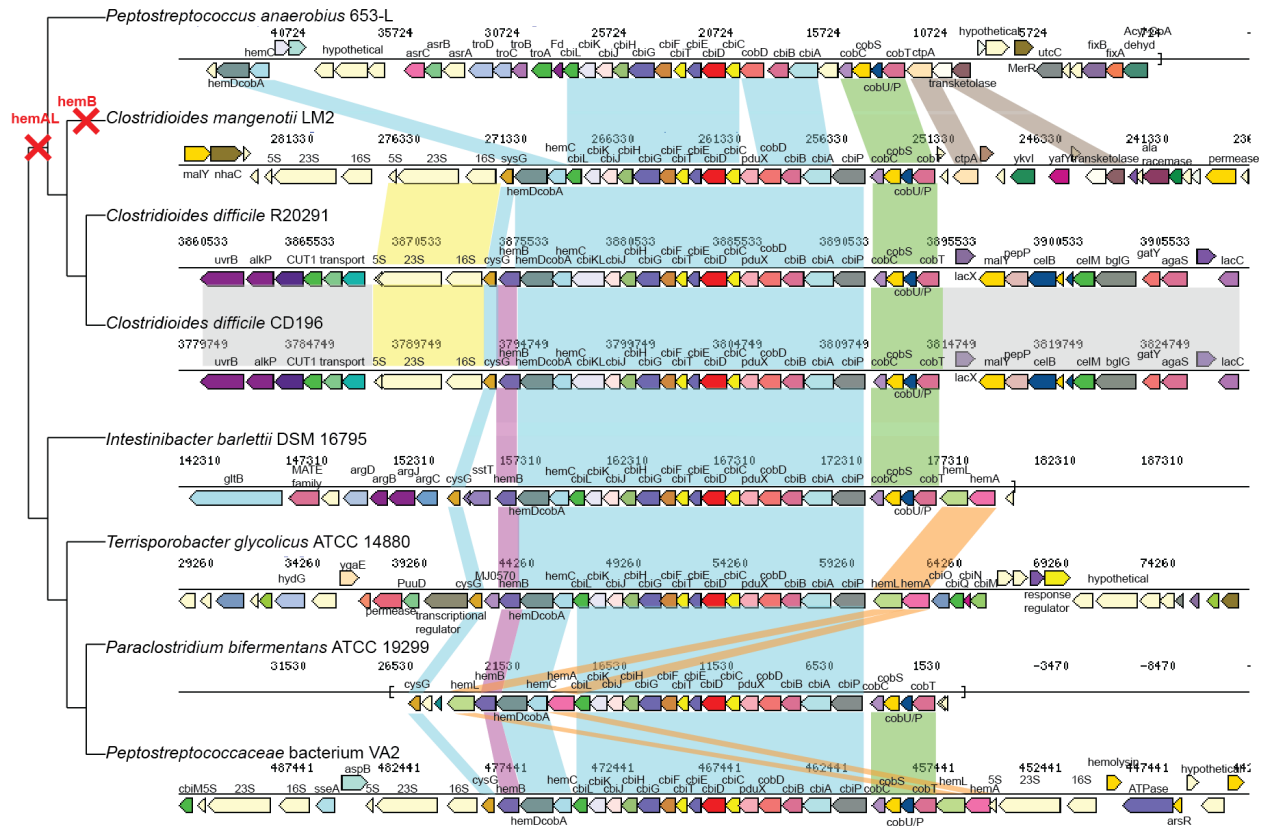 Peptostreptococcus anaerobius 653-L
40724 35724 30724 25724 20724 15724 10724 5724 724
hemC hypothetical asrC asrB asrA troD troC troB troA Fd cbiL cbiK cbiJ cbiH cbiG cbiF cbiT cbiE cbiD cbiC cobD cbiB cbiA cobC cobS cobT ctpA hypothetical MerR utcC fixB fixA dehyd
hemDcobA cobU/P transketolase
hemB
hemAL
Clostridioides mangenotii LM2
281330 276330 271330 266330 261330 256330 251330 246330 241330
malY nhaC 5S 23S 16S 5S 23S 16S sysG hemC cbiL cbiK cbiJ cbiH cbiG cbiF cbiT cbiE cbiD cbiC pduX cobD cbiB cbiA cbiP cobC cobS cobT ctpA ykvI transketolase ala racemase permease
hemDcobA cobU/P
Clostridioides difficile R20291
3860533 3865533 3870533 3875533 3880533 3885533 3890533 3895533 3900533 3905533
uvrB alkP CUT1 transport 5S 23S 16S cysG hemB hemDcobA hemC cbiKL cbiJ cbiH cbiG cbiF cbiT cbiE cbiD cbiC pduX cobD cbiB cbiA cbiP cobC cobS cobT lacX malY pepP celB celM bglG gatY agaS lacC
cobU/P
Clostridioides difficile CD196
3779749 3784749 3789749 3794749 3799749 3804749 3809749 3814749 3819749 3824749
uvrB alkP CUT1 transport 5S 23S 16S cysG hemB hemDcobA hemC cbiKL cbiJ cbiH cbiG cbiF cbiT cbiE cbiD cbiC pduX cobD cbiB cbiA cbiP cobC cobS cobT lacX malY pepP celB celM bglG gatY agaS lacC
cobU/P
Intestinibacter barlettii DSM 16795
142310 147310 152310 157310 162310 167310 172310 177310 182310 187310
gltB MATE family argD argB argJ argC cysG sstT hemB hemC cbiL cbiK cbiJ cbiH cbiG cbiF cbiT cbiE cbiD cbiC pduX cobD cbiB cbiA cbiP cobC cobS cobT hemL hemA
hemDcobA cobU/P
Terrisporobacter glycolicus ATCC 14880
29260 34260 39260 44260 49260 54260 59260 64260 69260 74260
hydG ygaE PuuD cysG MJ0570 hemB hemC cbiL cbiK cbiJ cbiH cbiG cbiF cbiT cbiE cbiD cbiC pduX cobD cbiB cbiA cbiP hemL hemA cbiO cbiQ cbiN cbiM hypothetical
permease transcriptional regulator hemDcobA response regulator
Paraclostridium bifermentans ATCC 19299
31530 26530 21530 16530 11530 6530 1530 -3470 -8470
cysG hemL hemB hemC hemA cbiL cbiK cbiJ cbiH cbiG cbiF cbiT cbiE cbiD cbiC pduX cobD cbiB cbiA cbiP cobC cobS cobT
hemDcobA cobU/P
Peptostreptococcaceae bacterium VA2
487441 482441 477441 472441 467441 462441 457441 452441 447441
cbiM 5S 23S 16S sseA aspB 5S 23S 16S cysG hemB hemC cbiL cbiK cbiJ cbiH cbiG cbiF cbiT cbiE cbiD cbiC pduX cobD cbiB cbiA cbiP cobC cobS cobT hemL hemA 5S 23S 16S hemolysin ATPase arsR hypothetical
hemDcobA cobU/P